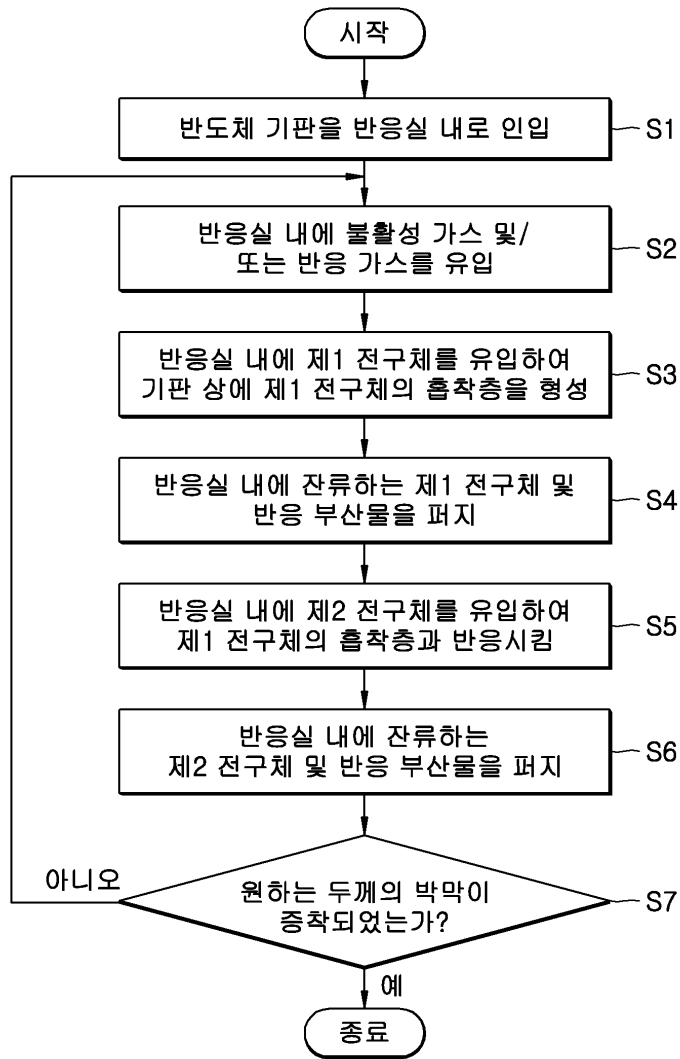 시작
반도체 기판을 반응실 내로 인입
S1
반응실 내에 불활성 가스 및/
또는 반응 가스를 유입
S2
반응실 내에 제1 전구체를 유입하여
기판 상에 제1 전구체의 흡착층을 형성
S3
반응실 내에 잔류하는 제1 전구체 및
반응 부산물을 퍼지
S4
반응실 내에 제2 전구체를 유입하여
제1 전구체의 흡착층과 반응시킴
S5
반응실 내에 잔류하는
제2 전구체 및 반응 부산물을 퍼지
S6
아니오
원하는 두께의 박막이
증착되었는가?
S7
예
종료